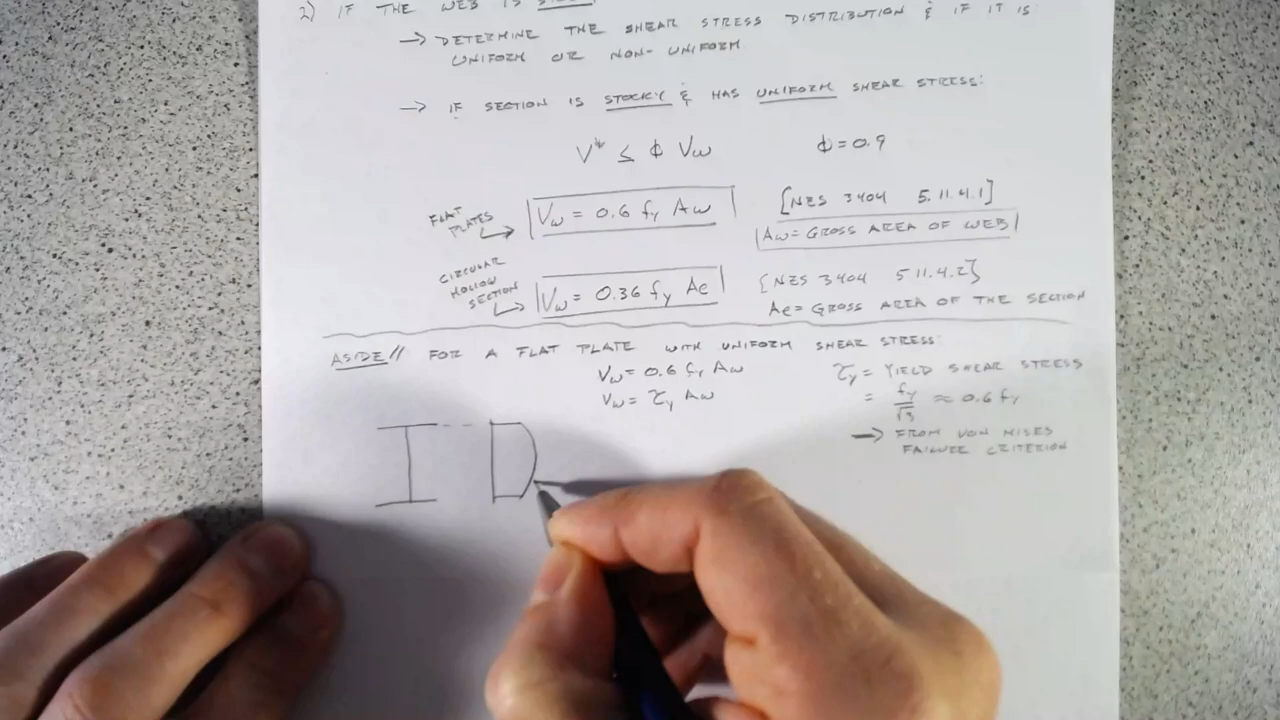 2) IF THE WEB IS
→ DETERMINE THE SHEAR STRESS DISTRIBUTION & IF IT IS
UNIFORM OR NON-UNIFORM
→ IF SECTION IS STOCKY & HAS UNIFORM SHEAR STRESS:
V* ≤ ϕ Vw ϕ = 0.9
FLAT PLATES → Vw = 0.6 fy Aw [NZS 3404 5.11.4.1]
Aw = GROSS AREA OF WEB
CIRCULAR HOLLOW SECTION → Vw = 0.36 fy Ae [NZS 3404 5.11.4.2]
Ae = GROSS AREA OF THE SECTION
ASIDE// FOR A FLAT PLATE WITH UNIFORM SHEAR STRESS:
Vw = 0.6 fy Aw
Vw = τy Aw
τy = YIELD SHEAR STRESS
= fy/√3 ≈ 0.6 fy
→ FROM VON MISES
FAILURE CRITERION